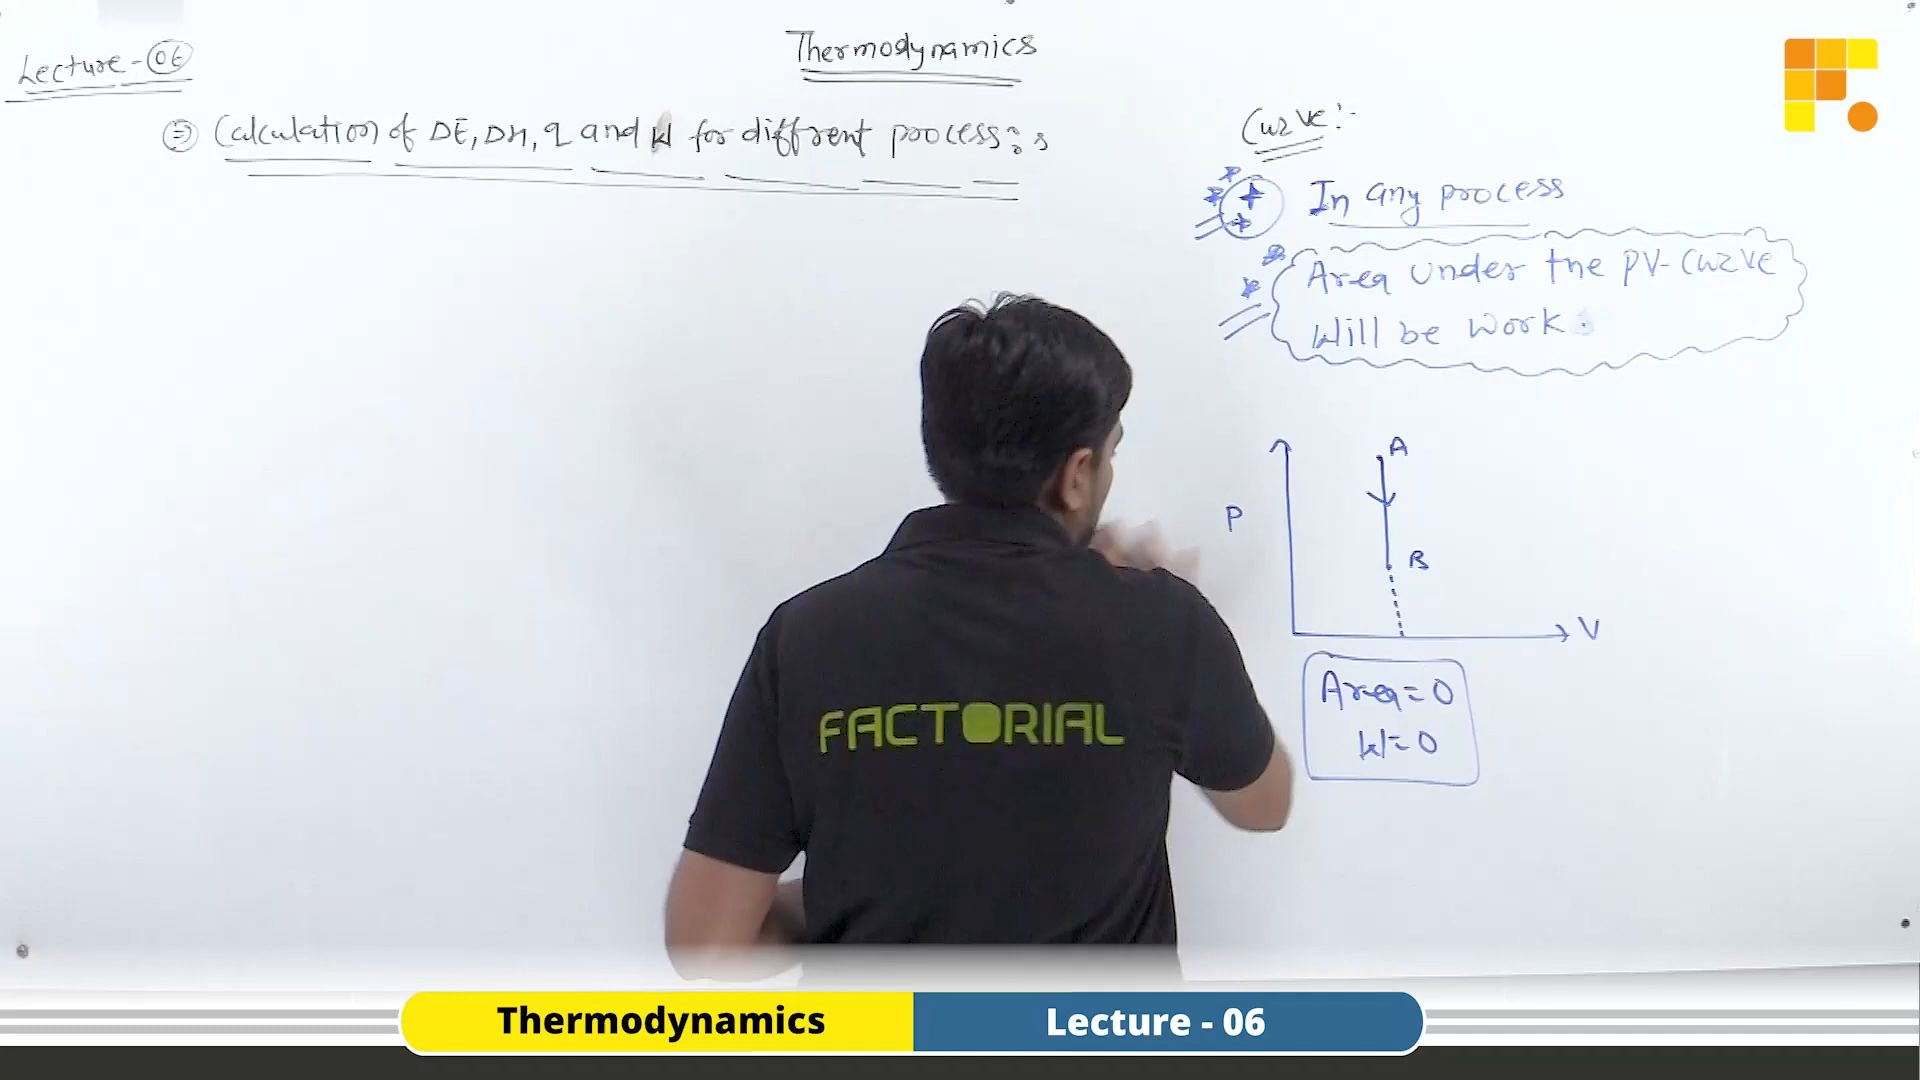 Lecture-06
Thermodynamics
⇒ Calculation of ΔE, ΔH, q and W for diffrent process:s
Curve:-
In any process
Area under the PV-Curve
Will be Work.
A
P
B
V
Area=0
W=0
FACTORIAL
Thermodynamics
Lecture - 06